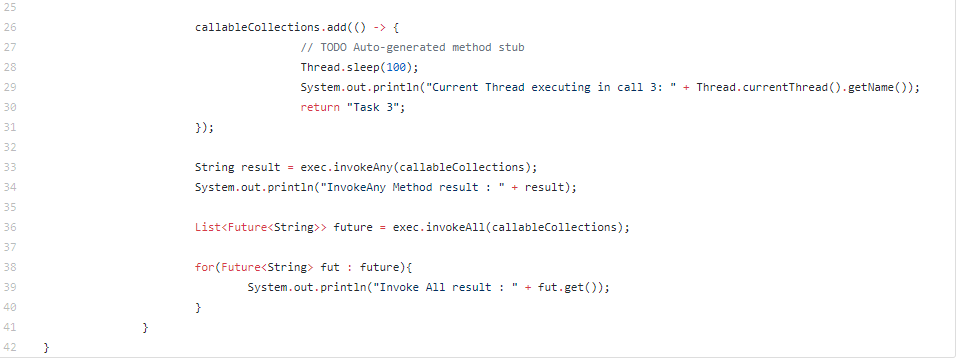 25
26 callableCollections.add(() -> {
27 // TODO Auto-generated method stub
28 Thread.sleep(100);
29 System.out.println("Current Thread executing in call 3: " + Thread.currentThread().getName());
30 return "Task 3";
31 });
32
33 String result = exec.invokeAny(callableCollections);
34 System.out.println("InvokeAny Method result : " + result);
35
36 List<Future<String>> future = exec.invokeAll(callableCollections);
37
38 for(Future<String> fut : future){
39 System.out.println("Invoke All result : " + fut.get());
40 }
41 }
42 }